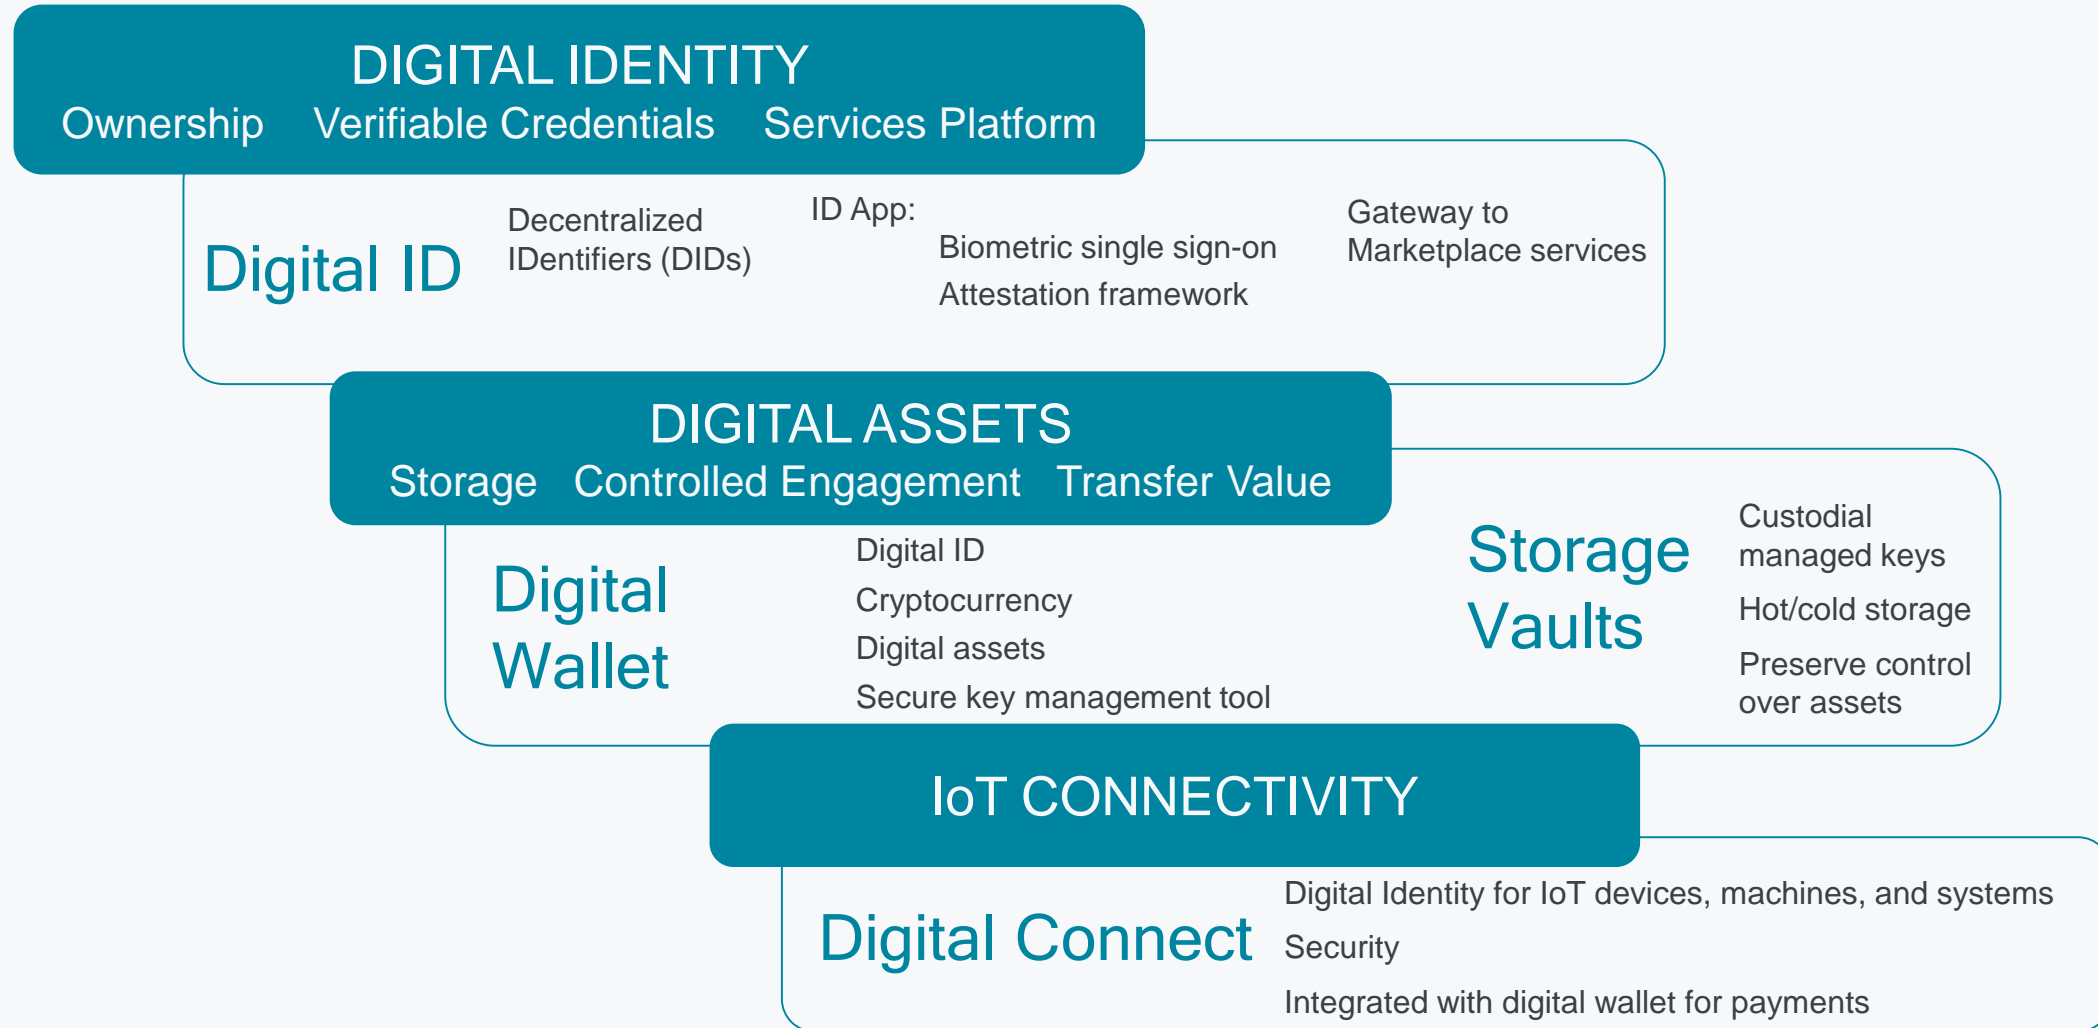 DIGITAL IDENTITY
Ownership Verifiable Credentials Services Platform
Digital ID
Decentralized
IDentifiers (DIDs)
ID App:
Biometric single sign-on
Attestation framework
Gateway to
Marketplace services
DIGITAL ASSETS
Storage Controlled Engagement Transfer Value
Digital
Wallet
Digital ID
Cryptocurrency
Digital assets
Secure key management tool
Storage
Vaults
Custodial
managed keys
Hot/cold storage
Preserve control
over assets
IoT CONNECTIVITY
Digital Connect
Digital Identity for IoT devices, machines, and systems
Security
Integrated with digital wallet for payments